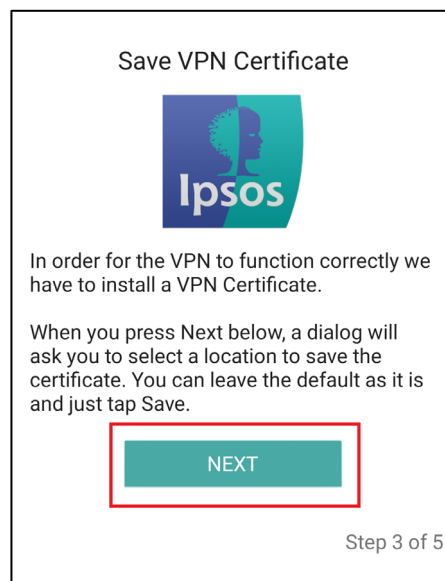 Save VPN Certificate
Ipsos
In order for the VPN to function correctly we
have to install a VPN Certificate.
When you press Next below, a dialog will
ask you to select a location to save the
certificate. You can leave the default as it is
and just tap Save.
NEXT
Step 3 of 5